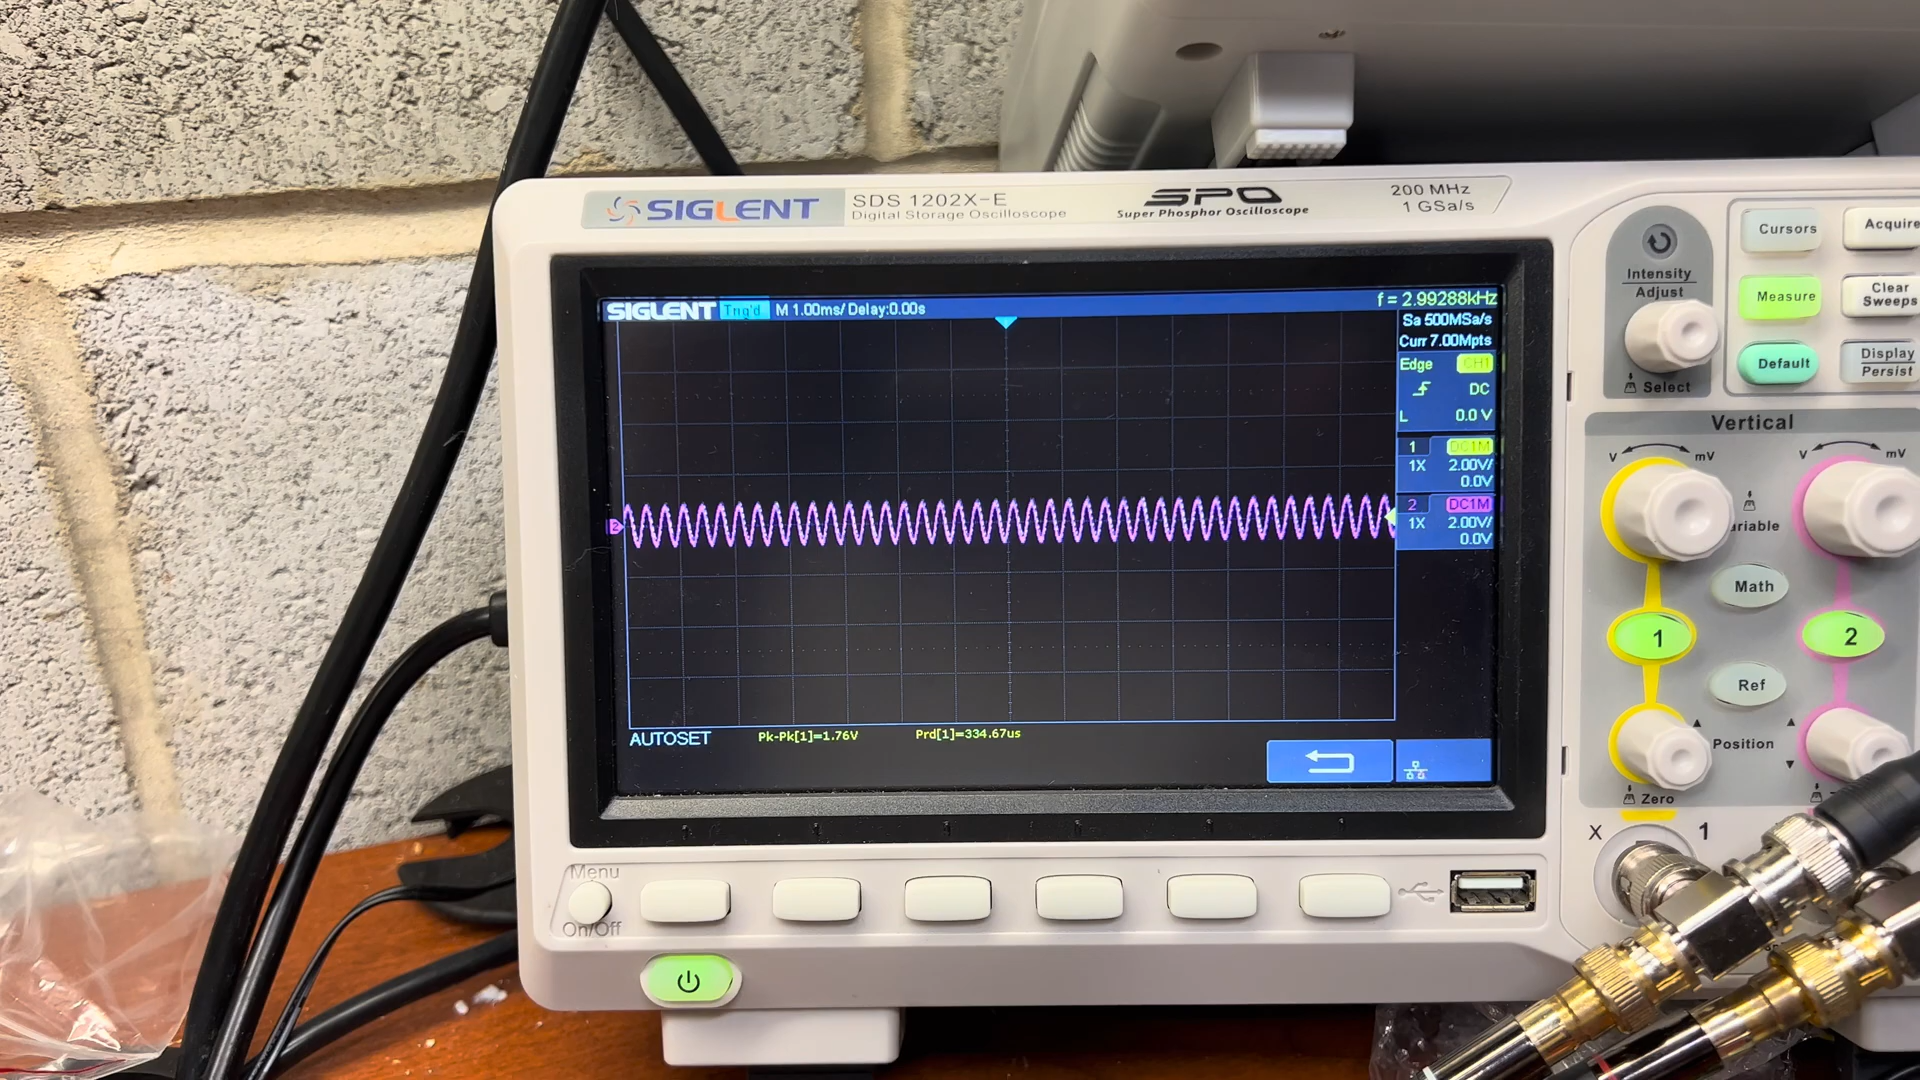 SIGLENT SDS 1202X-E
Digital Storage Oscilloscope
SPO
Super Phosphor Oscilloscope
200 MHz
1 GSa/s
SIGLENT Trig'd M 1.00ms/ Delay:0.00s f = 2.99288kHz
Sa 500MSa/s
Curr 7.00Mpts
Edge CH1
DC
L 0.0 V
1 DC1M
1X 2.00V/
0.0V
2 DC1M
1X 2.00V/
0.0V
2
AUTOSET Pk-Pk[1]=1.76V Prd[1]=334.67us
Menu
On/Off
Intensity
Adjust
Select
Cursors
Acquire
Measure
Clear
Sweeps
Default
Display
Persist
Vertical
V mV V mV
ariable
Math
1 2
Ref
Position
Zero
X 1